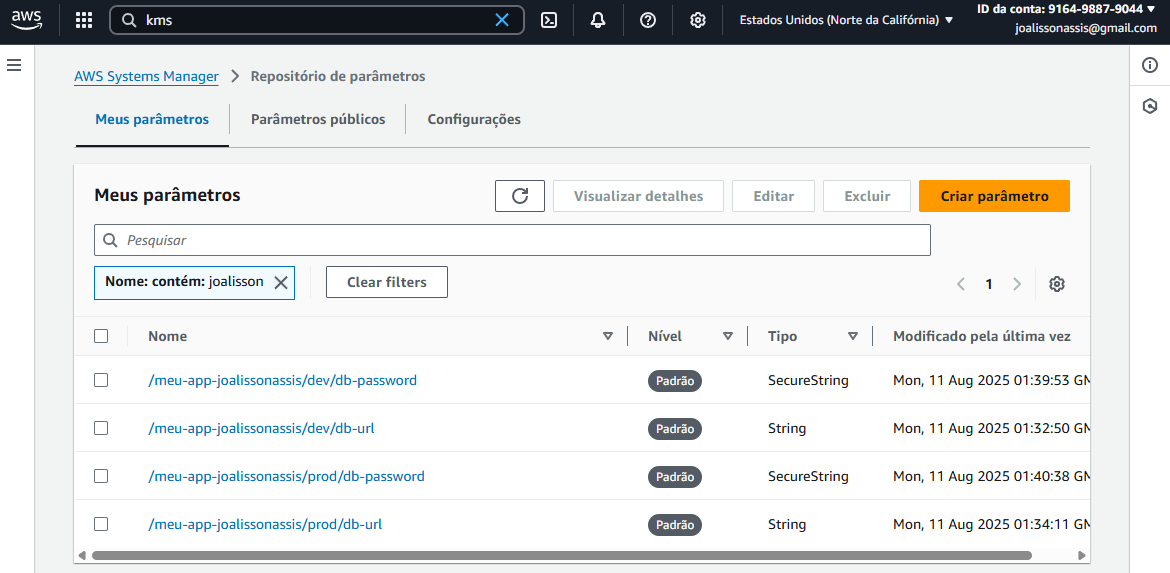 aws
kms
Estados Unidos (Norte da Califórnia)
ID da conta: 9164-9887-9044
joalissonassis@gmail.com
AWS Systems Manager > Repositório de parâmetros
Meus parâmetros Parâmetros públicos Configurações
Meus parâmetros
Visualizar detalhes Editar Excluir Criar parâmetro
Pesquisar
Nome: contém: joalisson Clear filters 1
Nome Nível Tipo Modificado pela última vez
/meu-app-joalissonassis/dev/db-password Padrão SecureString Mon, 11 Aug 2025 01:39:53 GM
/meu-app-joalissonassis/dev/db-url Padrão String Mon, 11 Aug 2025 01:32:50 GM
/meu-app-joalissonassis/prod/db-password Padrão SecureString Mon, 11 Aug 2025 01:40:38 GM
/meu-app-joalissonassis/prod/db-url Padrão String Mon, 11 Aug 2025 01:34:11 GM